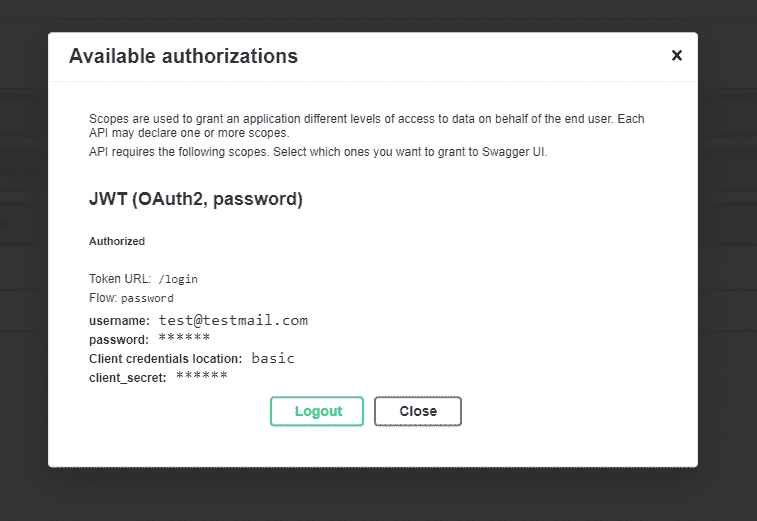 Available authorizations
Scopes are used to grant an application different levels of access to data on behalf of the end user. Each
API may declare one or more scopes.
API requires the following scopes. Select which ones you want to grant to Swagger UI.
JWT (OAuth2, password)
Authorized
Token URL: /login
Flow: password
username: test@testmail.com
password: ******
Client credentials location: basic
client_secret: ******
Logout Close